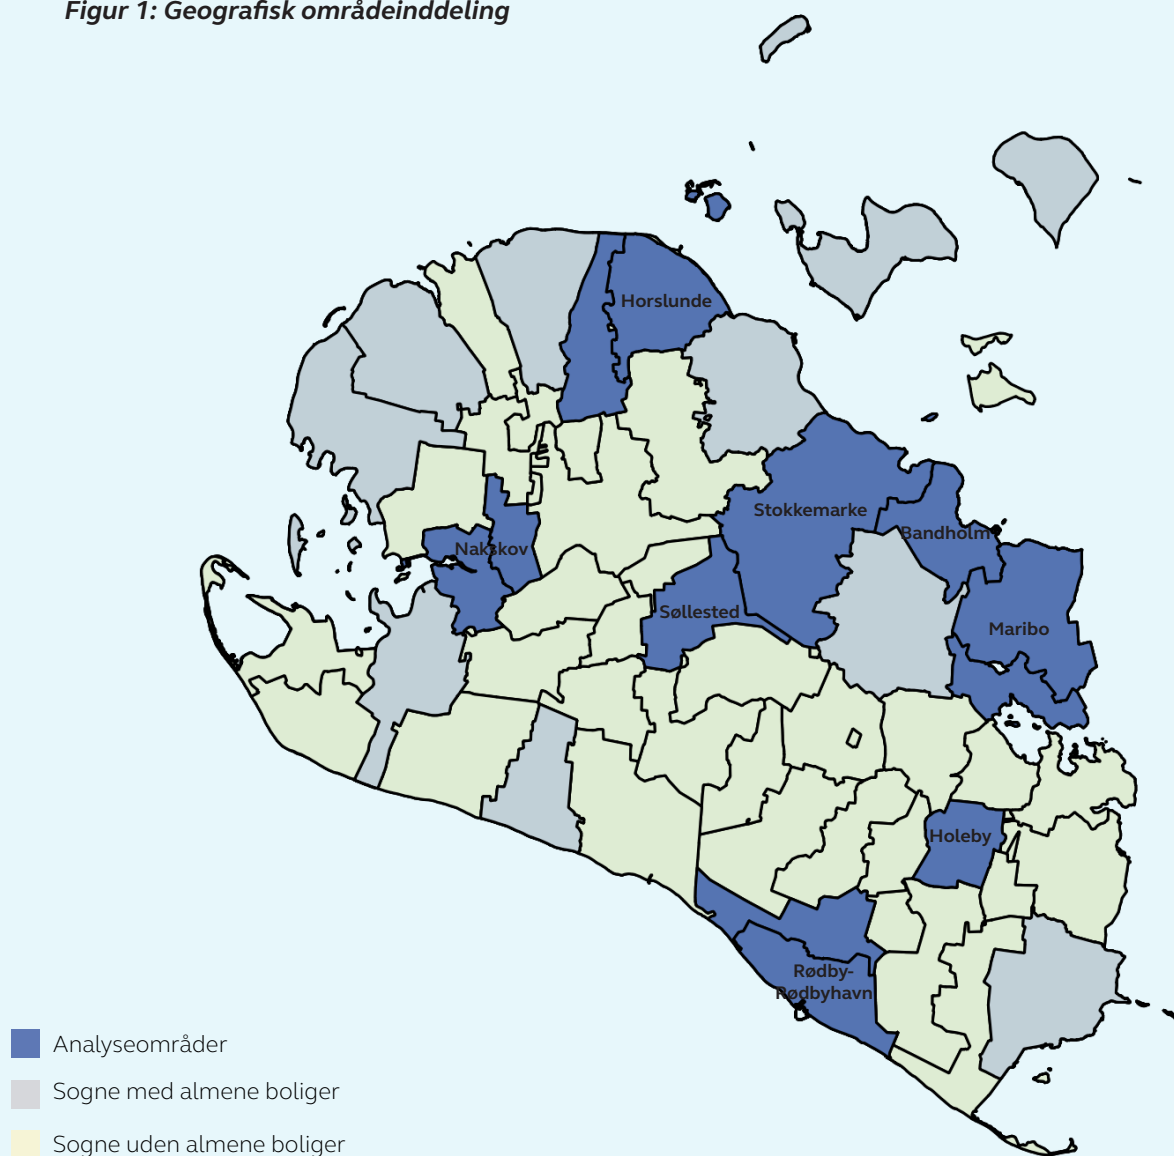 Figur 1: Geografisk områdeinddeling
Horslunde
Stokkemarke
Bandholm
Nakskov
Søllested
Maribo
Holeby
Rødby-
Rødbyhavn
Analyseområder
Sogne med almene boliger
Sogne uden almene boliger